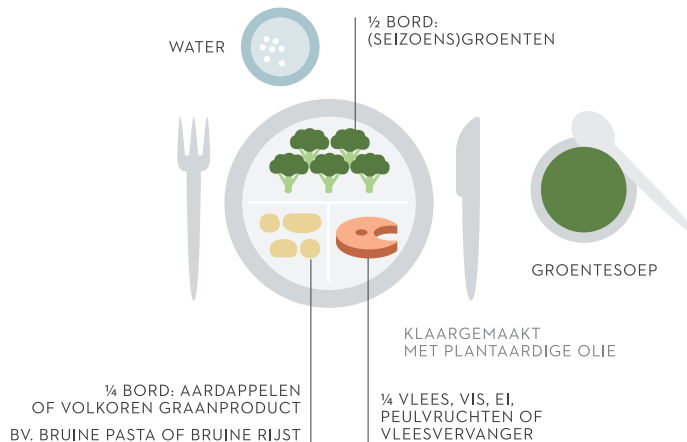 ½ BORD:
(SEIZOENS)GROENTEN
WATER
GROENTESOEP
KLAARGEMAAKT
MET PLANTAARDIGE OLIE
¼ BORD: AARDAPPELEN
OF VOLKOREN GRAANPRODUCT
BV. BRUINE PASTA OF BRUINE RIJST
¼ VLEES, VIS, EI,
PEULVRUCHTEN OF
VLEESVERVANGER